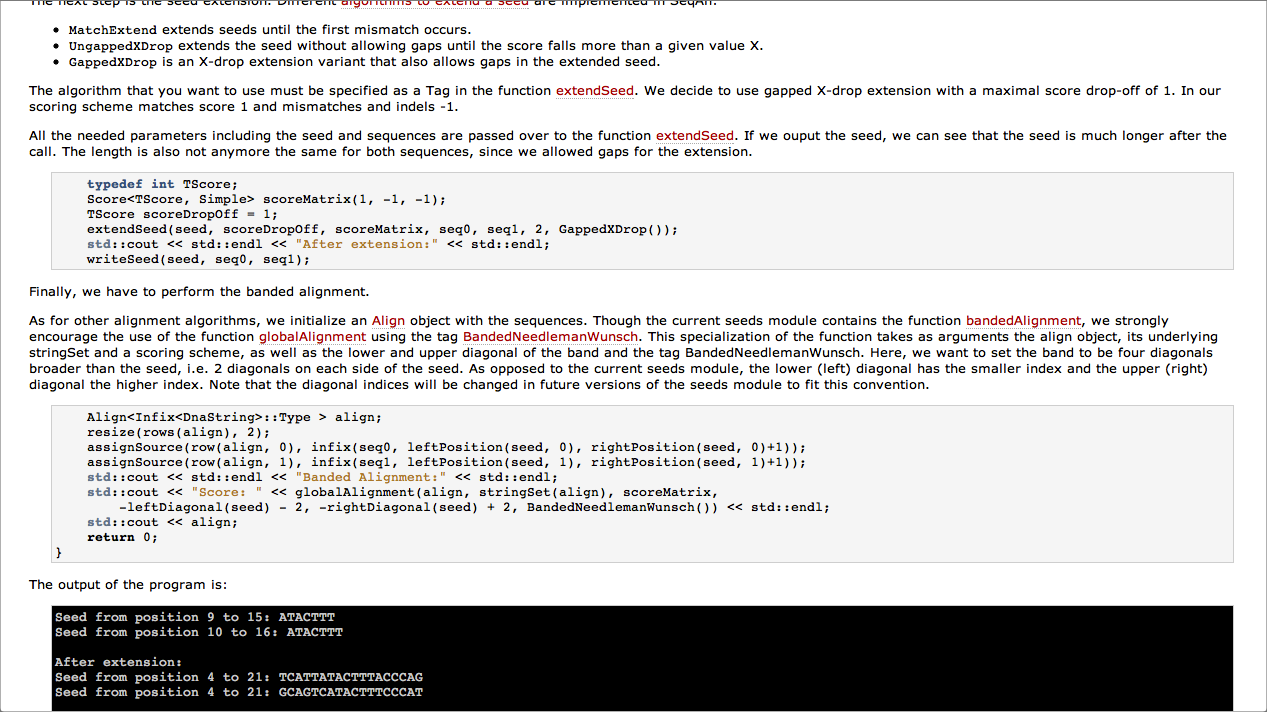 The next step is the seed extension. Different algorithms to extend a seed are implemented in SeqAn.
• MatchExtend extends seeds until the first mismatch occurs.
• UngappedXDrop extends the seed without allowing gaps until the score falls more than a given value X.
• GappedXDrop is an X-drop extension variant that also allows gaps in the extended seed.
The algorithm that you want to use must be specified as a Tag in the function extendSeed. We decide to use gapped X-drop extension with a maximal score drop-off of 1. In our
scoring scheme matches score 1 and mismatches and indels -1.
All the needed parameters including the seed and sequences are passed over to the function extendSeed. If we ouput the seed, we can see that the seed is much longer after the
call. The length is also not anymore the same for both sequences, since we allowed gaps for the extension.
typedef int TScore;
Score<TScore, Simple> scoreMatrix(1, -1, -1);
TScore scoreDropOff = 1;
extendSeed(seed, scoreDropOff, scoreMatrix, seq0, seq1, 2, GappedXDrop());
std::cout << std::endl << "After extension:" << std::endl;
writeSeed(seed, seq0, seq1);
Finally, we have to perform the banded alignment.
As for other alignment algorithms, we initialize an Align object with the sequences. Though the current seeds module contains the function bandedAlignment, we strongly
encourage the use of the function globalAlignment using the tag BandedNeedlemanWunsch. This specialization of the function takes as arguments the align object, its underlying
stringSet and a scoring scheme, as well as the lower and upper diagonal of the band and the tag BandedNeedlemanWunsch. Here, we want to set the band to be four diagonals
broader than the seed, i.e. 2 diagonals on each side of the seed. As opposed to the current seeds module, the lower (left) diagonal has the smaller index and the upper (right)
diagonal the higher index. Note that the diagonal indices will be changed in future versions of the seeds module to fit this convention.
Align<Infix<DnaString>::Type > align;
resize(rows(align), 2);
assignSource(row(align, 0), infix(seq0, leftPosition(seed, 0), rightPosition(seed, 0)+1));
assignSource(row(align, 1), infix(seq1, leftPosition(seed, 1), rightPosition(seed, 1)+1));
std::cout << std::endl << "Banded Alignment:" << std::endl;
std::cout << "Score: " << globalAlignment(align, stringSet(align), scoreMatrix,
-leftDiagonal(seed) - 2, -rightDiagonal(seed) + 2, BandedNeedlemanWunsch()) << std::endl;
std::cout << align;
return 0;
}
The output of the program is:
Seed from position 9 to 15: ATACTTT
Seed from position 10 to 16: ATACTTT
After extension:
Seed from position 4 to 21: TCATTATACTTTACCCAG
Seed from position 4 to 21: GCAGTCATACTTTCCCAT